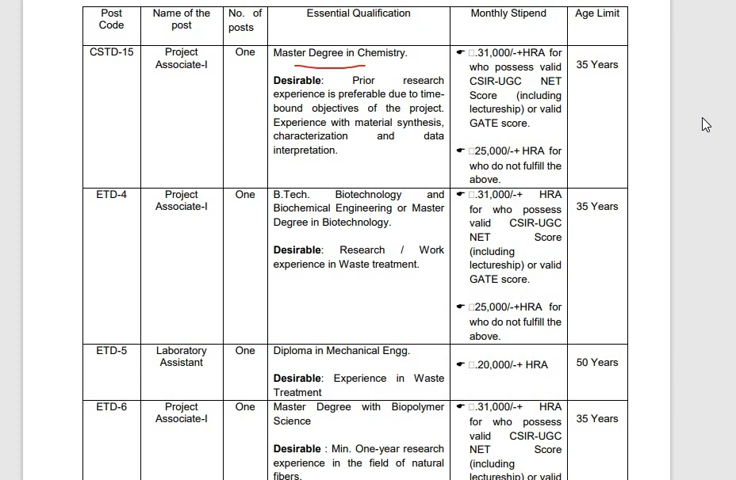 Post Code
Name of the post
No. of posts
Essential Qualification
Monthly Stipend
Age Limit
CSTD-15
Project Associate-I
One
Master Degree in Chemistry.
Desirable: Prior research
experience is preferable due to time-
bound objectives of the project.
Experience with material synthesis,
characterization and data
interpretation.
☛ □.31,000/-+HRA for
who possess valid
CSIR-UGC NET
Score (including
lectureship) or valid
GATE score.
☛ □25,000/-+ HRA for
who do not fulfill the
above.
35 Years
ETD-4
Project Associate-I
One
B.Tech. Biotechnology and
Biochemical Engineering or Master
Degree in Biotechnology.
Desirable: Research / Work
experience in Waste treatment.
☛ □.31,000/-+ HRA
for who possess
valid CSIR-UGC
NET Score
(including
lectureship) or valid
GATE score.
☛ □25,000/-+HRA for
who do not fulfill the
above.
35 Years
ETD-5
Laboratory Assistant
One
Diploma in Mechanical Engg.
Desirable: Experience in Waste
Treatment
☛ □.20,000/-+ HRA
50 Years
ETD-6
Project Associate-I
One
Master Degree with Biopolymer
Science
Desirable : Min. One-year research
experience in the field of natural
fibers.
☛ □.31,000/-+ HRA
for who possess
valid CSIR-UGC
NET Score
(including
lectureship) or valid
35 Years